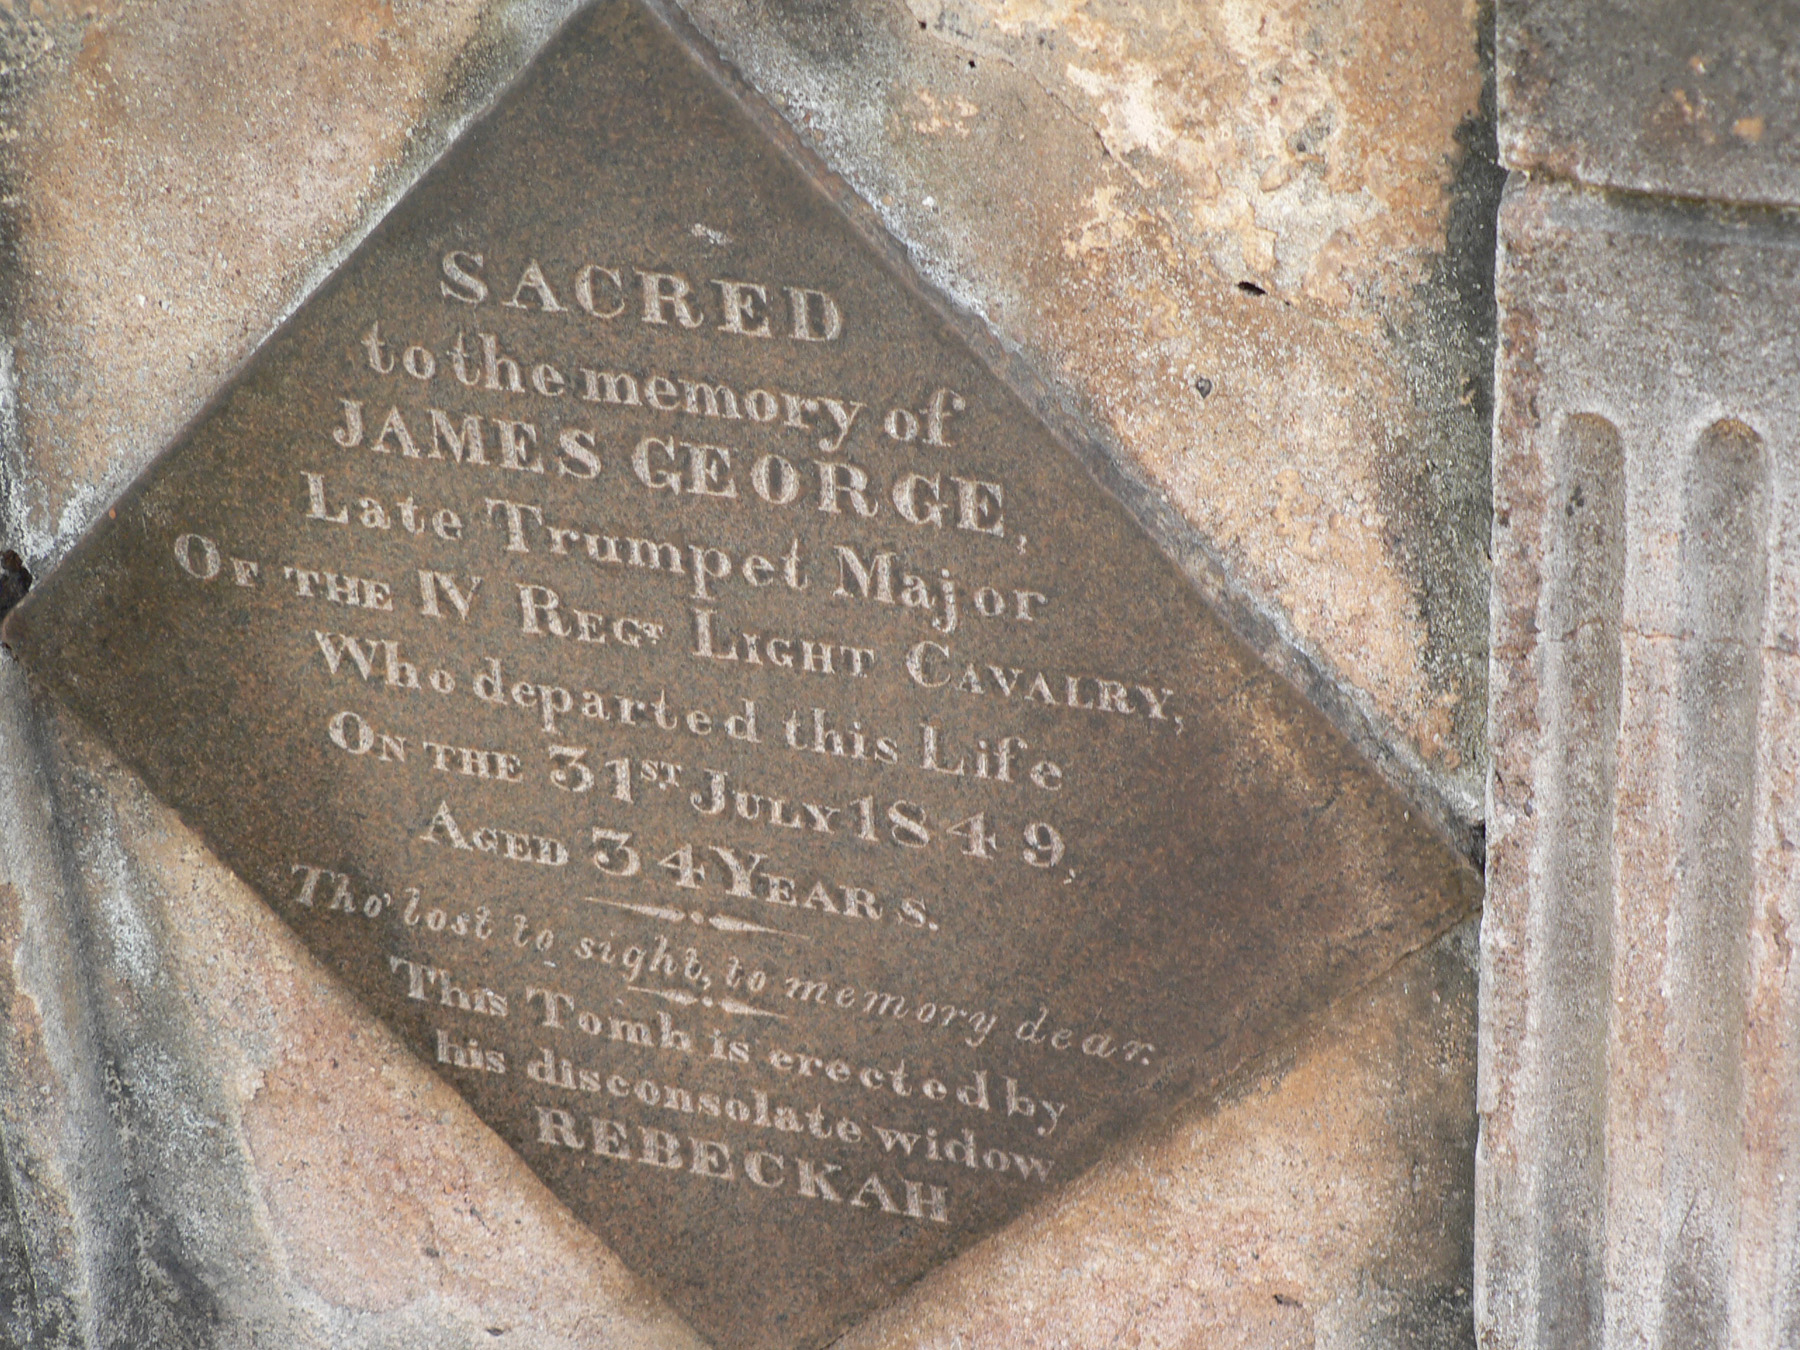 SACRED
to the memory of
JAMES GEORGE,
Late Trumpet Major
OF THE IV REGT LIGHT CAVALRY,
Who departed this Life
ON THE 31ST JULY 1849,
AGED 34 YEARS.
Tho' lost to sight, to memory dear.
This Tomb is erected by
his disconsolate widow
REBECKAH